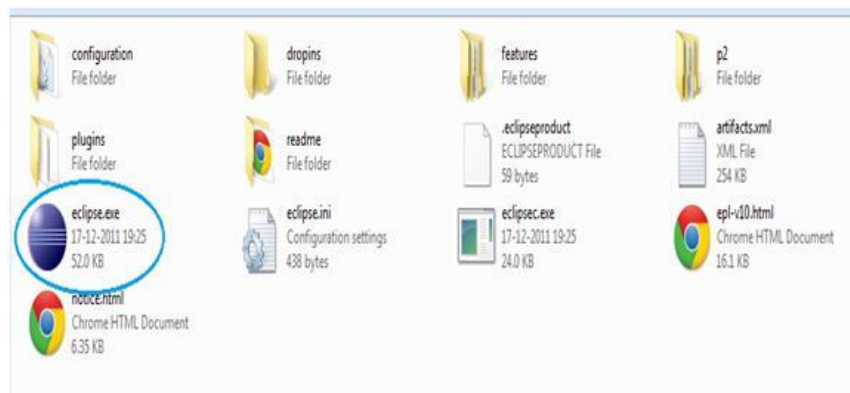 configuration
File folder
dropins
File folder
features
File folder
p2
File folder
plugins
File folder
readme
File folder
.eclipseproduct
ECLIPSEPRODUCT File
59 bytes
artifacts.xml
XML File
254 KB
eclipse.exe
17-12-2011 19:25
52.0 KB
eclipse.ini
Configuration settings
438 bytes
eclipsec.exe
17-12-2011 19:25
24.0 KB
epl-v10.html
Chrome HTML Document
16.1 KB
notice.html
Chrome HTML Document
6.35 KB